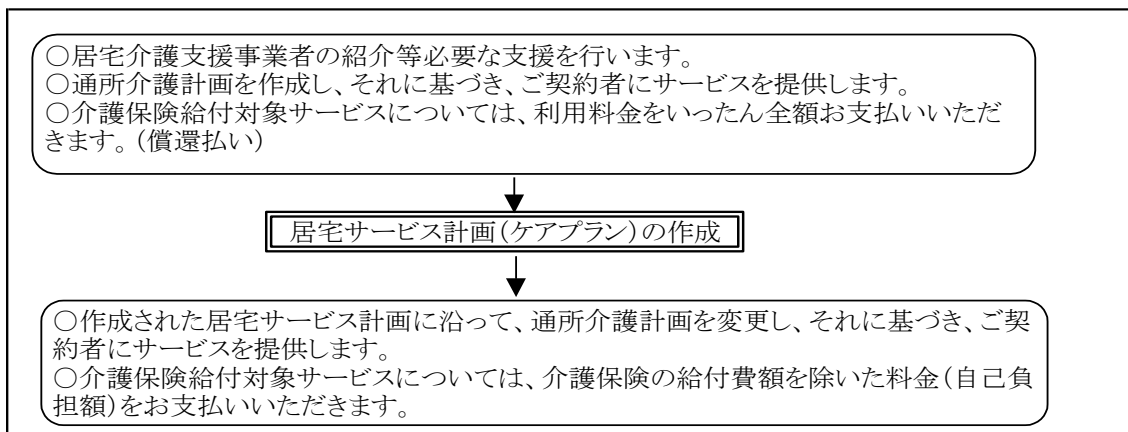 ○居宅介護支援事業者の紹介等必要な支援を行います。
○通所介護計画を作成し、それに基づき、ご契約者にサービスを提供します。
○介護保険給付対象サービスについては、利用料金をいったん全額お支払いいただ
きます。(償還払い)
居宅サービス計画(ケアプラン)の作成
○作成された居宅サービス計画に沿って、通所介護計画を変更し、それに基づき、ご契
約者にサービスを提供します。
○介護保険給付対象サービスについては、介護保険の給付費額を除いた料金(自己負
担額)をお支払いいただきます。